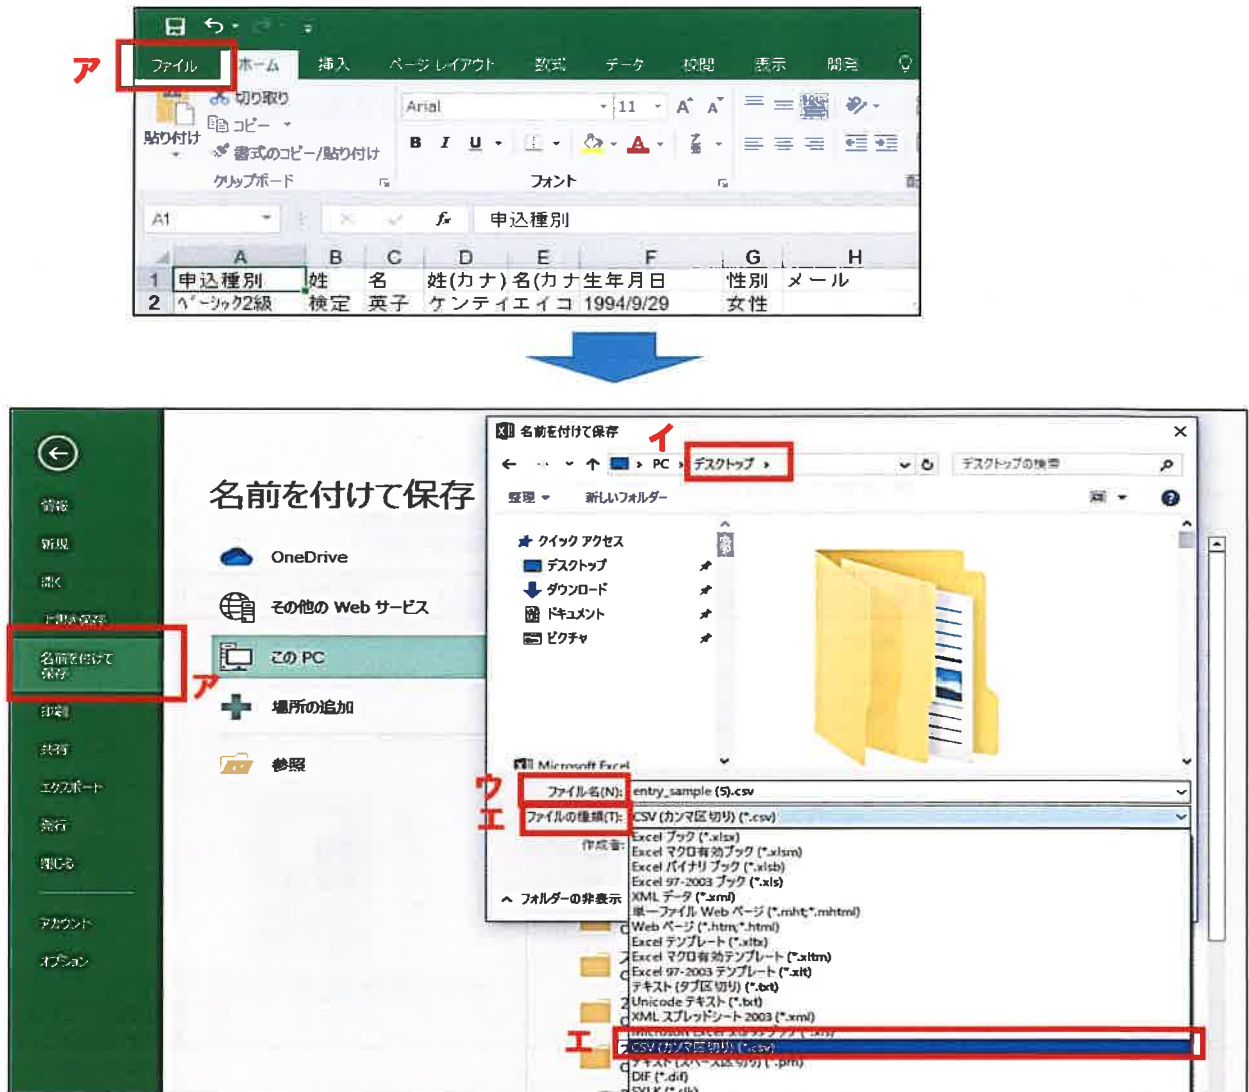 ア
ファイル
ホーム
挿入
ページ レイアウト
数式
データ
校閲
表示
開発
切り取り
コピー
貼り付け
書式のコピー/貼り付け
クリップボード
Arial
11
A A
B I U
A
フォント
A1
fx
申込種別
A B C D E F G H
1 申込種別 姓 名 姓(カナ) 名(カナ 生年月日 性別 メール
2 ﾍﾞｰｼｯｸ2級 検定 英子 ケンテイ エイコ 1994/9/29 女性
情報
新規
開く
上書き保存
名前を付けて
保存
ア
印刷
共有
エクスポート
発行
閉じる
アカウント
オプション
名前を付けて保存
OneDrive
その他の Web サービス
この PC
場所の追加
参照
名前を付けて保存
イ
PC › デスクトップ ›
デスクトップの検索
整理
新しいフォルダー
クイック アクセス
デスクトップ
ダウンロード
ドキュメント
ピクチャ
Microsoft Excel
ウ
ファイル名(N): entry_sample (5).csv
エ
ファイルの種類(T): CSV (カンマ区切り) (*.csv)
作成者:
フォルダーの非表示
Excel ブック (*.xlsx)
Excel マクロ有効ブック (*.xlsm)
Excel バイナリ ブック (*.xlsb)
Excel 97-2003 ブック (*.xls)
XML データ (*.xml)
単一ファイル Web ページ (*.mht;*.mhtml)
Web ページ (*.htm;*.html)
Excel テンプレート (*.xltx)
Excel マクロ有効テンプレート (*.xltm)
Excel 97-2003 テンプレート (*.xlt)
テキスト (タブ区切り) (*.txt)
Unicode テキスト (*.txt)
XML スプレッドシート 2003 (*.xml)
エ
CSV (カンマ区切り) (*.csv)
テキスト (スペース区切り) (*.prn)
DIF (*.dif)
SYLK (*.slk)